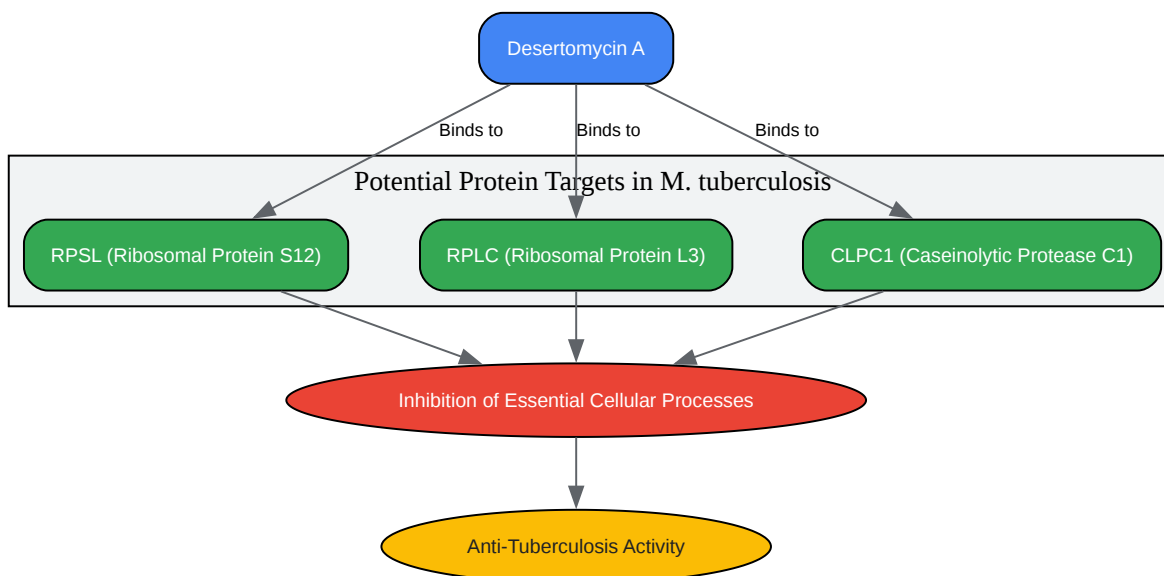 Desertomycin A
Binds to
Binds to
Binds to
Potential Protein Targets in M. tuberculosis
RPSL (Ribosomal Protein S12)
RPLC (Ribosomal Protein L3)
CLPC1 (Caseinolytic Protease C1)
Inhibition of Essential Cellular Processes
Anti-Tuberculosis Activity